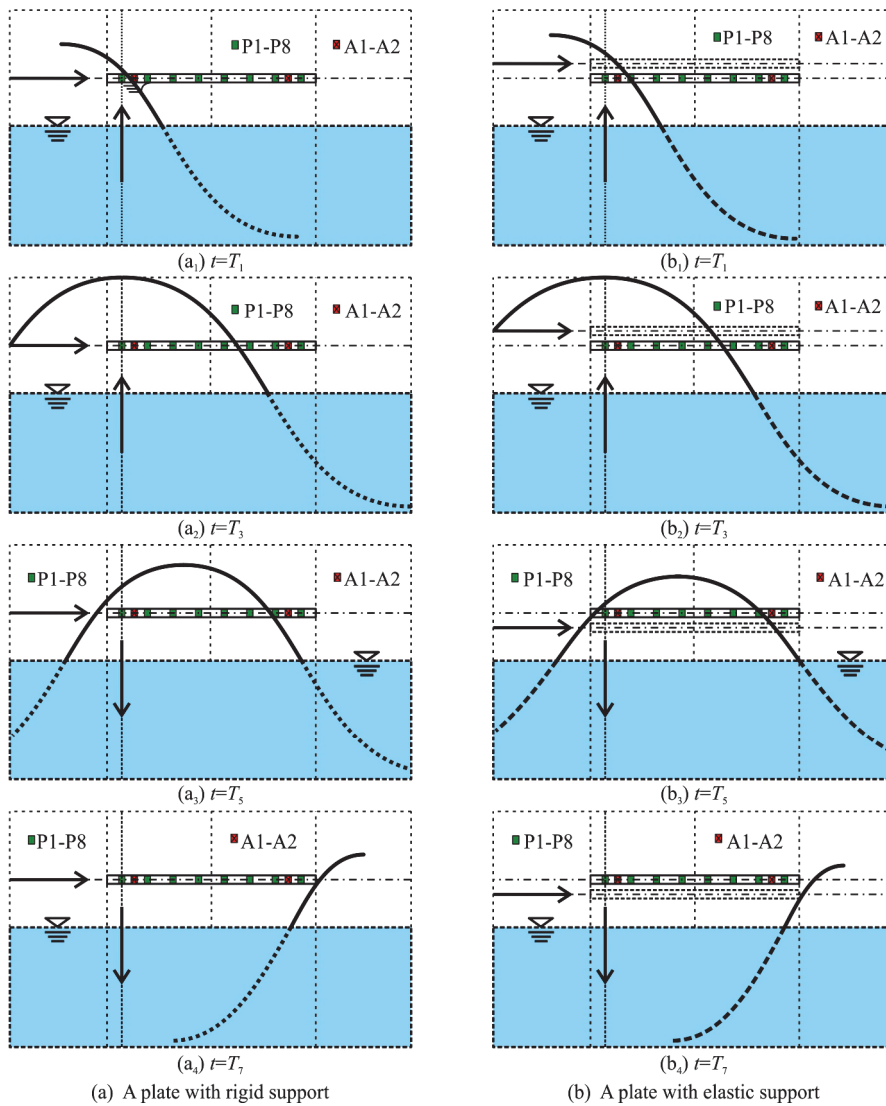 P1-P8 A1-A2 P1-P8 A1-A2
(a₁) t=T₁ (b₁) t=T₁
P1-P8 A1-A2 P1-P8 A1-A2
(a₂) t=T₃ (b₂) t=T₃
P1-P8 A1-A2 P1-P8 A1-A2
(a₃) t=T₅ (b₃) t=T₅
P1-P8 A1-A2 P1-P8 A1-A2
(a₄) t=T₇ (b₄) t=T₇
(a) A plate with rigid support (b) A plate with elastic support